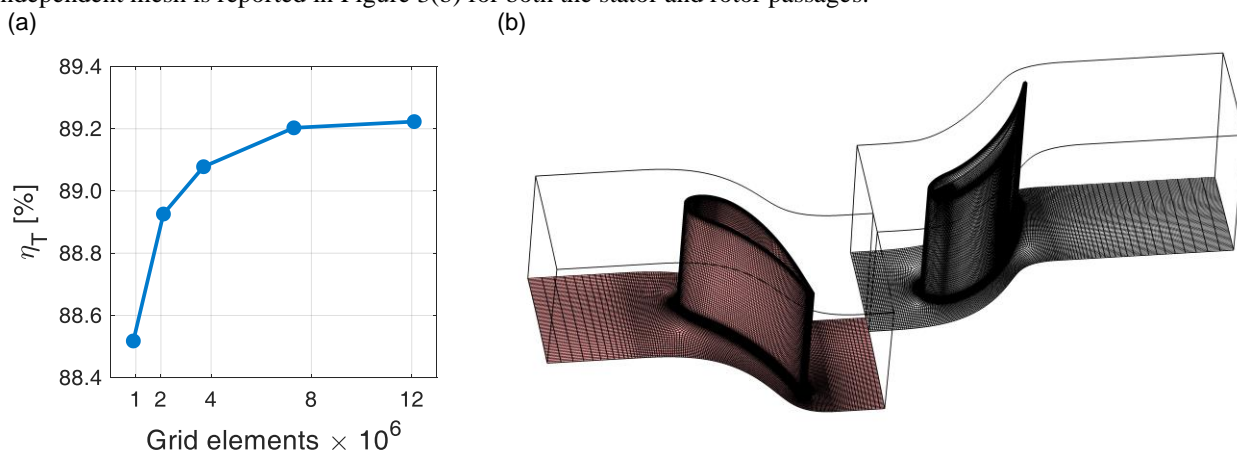 independent mesh is reported in Figure 3(b) for both the stator and rotor passages.
(a)
(b)
89.4
89.2
89.0
88.8
88.6
88.4
η_T [%]
1 2 4 8 12
Grid elements × 10^6